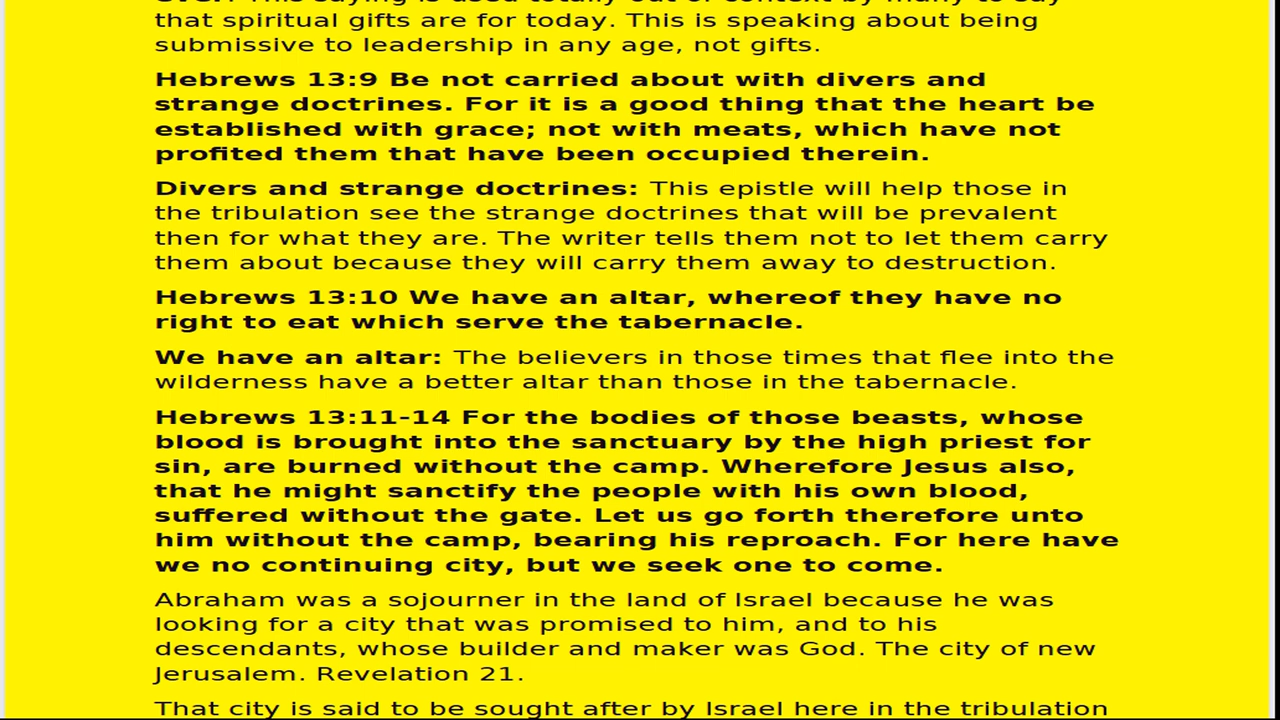 that spiritual gifts are for today. This is speaking about being
submissive to leadership in any age, not gifts.
Hebrews 13:9 Be not carried about with divers and
strange doctrines. For it is a good thing that the heart be
established with grace; not with meats, which have not
profited them that have been occupied therein.
Divers and strange doctrines: This epistle will help those in
the tribulation see the strange doctrines that will be prevalent
then for what they are. The writer tells them not to let them carry
them about because they will carry them away to destruction.
Hebrews 13:10 We have an altar, whereof they have no
right to eat which serve the tabernacle.
We have an altar: The believers in those times that flee into the
wilderness have a better altar than those in the tabernacle.
Hebrews 13:11-14 For the bodies of those beasts, whose
blood is brought into the sanctuary by the high priest for
sin, are burned without the camp. Wherefore Jesus also,
that he might sanctify the people with his own blood,
suffered without the gate. Let us go forth therefore unto
him without the camp, bearing his reproach. For here have
we no continuing city, but we seek one to come.
Abraham was a sojourner in the land of Israel because he was
looking for a city that was promised to him, and to his
descendants, whose builder and maker was God. The city of new
Jerusalem. Revelation 21.
That city is said to be sought after by Israel here in the tribulation